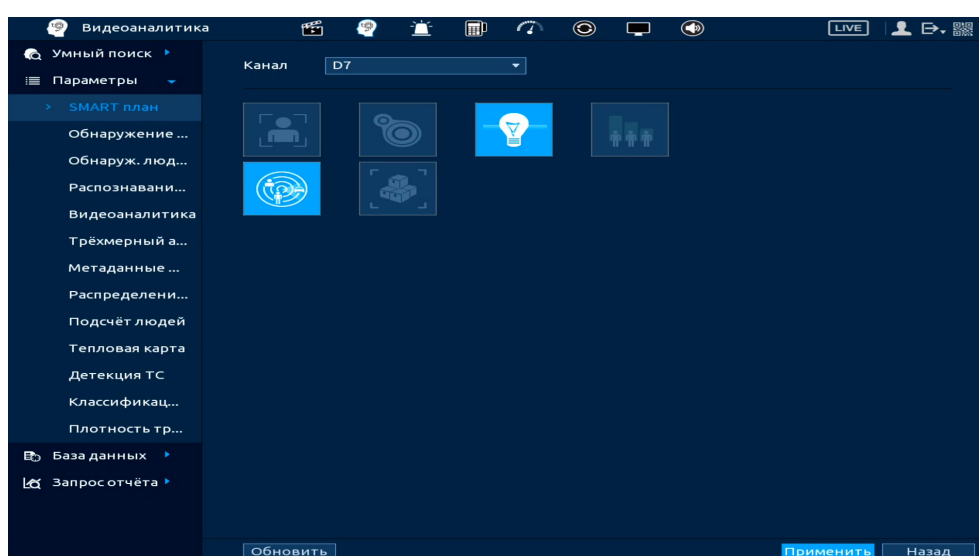 Видеоаналитика
LIVE
Умный поиск
Параметры
SMART план
Обнаружение ...
Обнаруж. люд...
Распознавани...
Видеоаналитика
Трёхмерный а...
Метаданные ...
Распределени...
Подсчёт людей
Тепловая карта
Детекция ТС
Классификац...
Плотность тр...
База данных
Запрос отчёта
Канал D7
Обновить Применить Назад